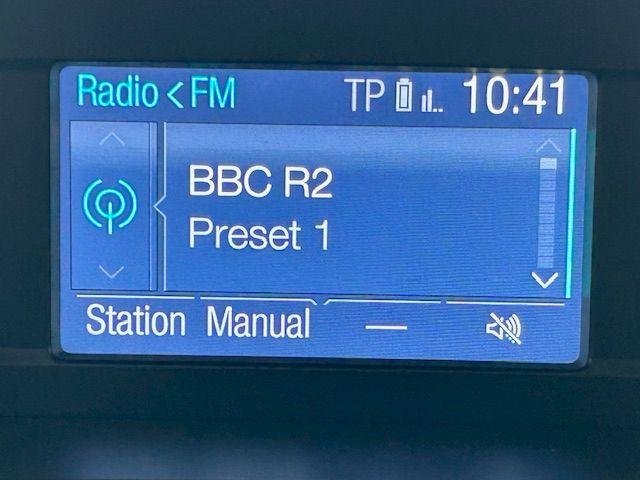 Radio < FM TP 10:41
BBC R2
Preset 1
Station Manual —